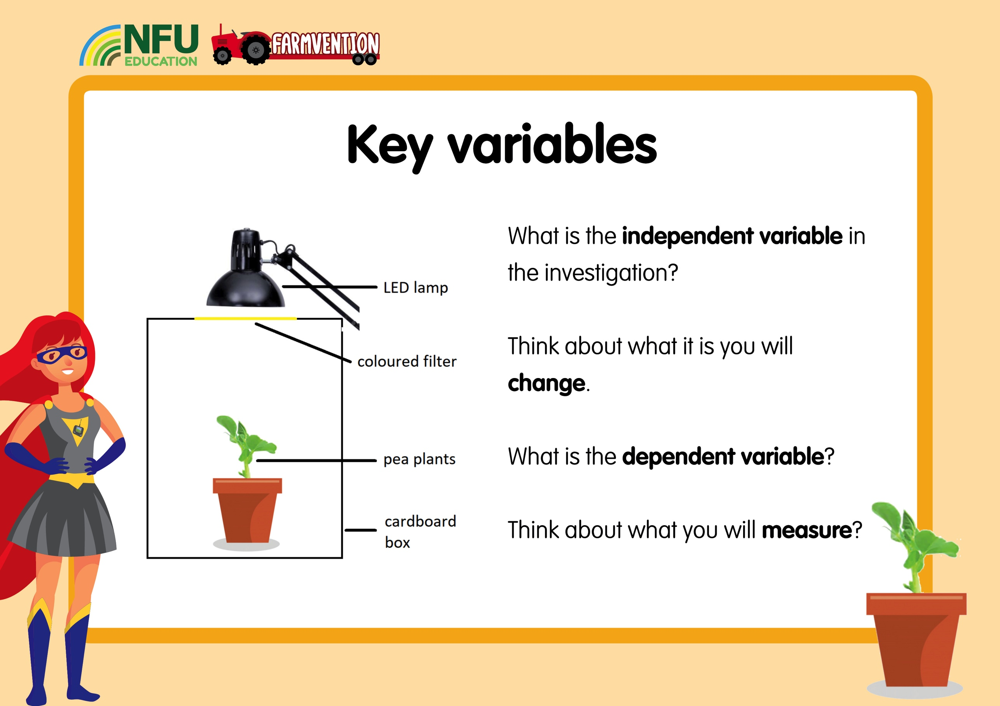 NFU
EDUCATION
FARMVENTION
Key variables
LED lamp
coloured filter
pea plants
cardboard
box
What is the independent variable in
the investigation?
Think about what it is you will
change.
What is the dependent variable?
Think about what you will measure?